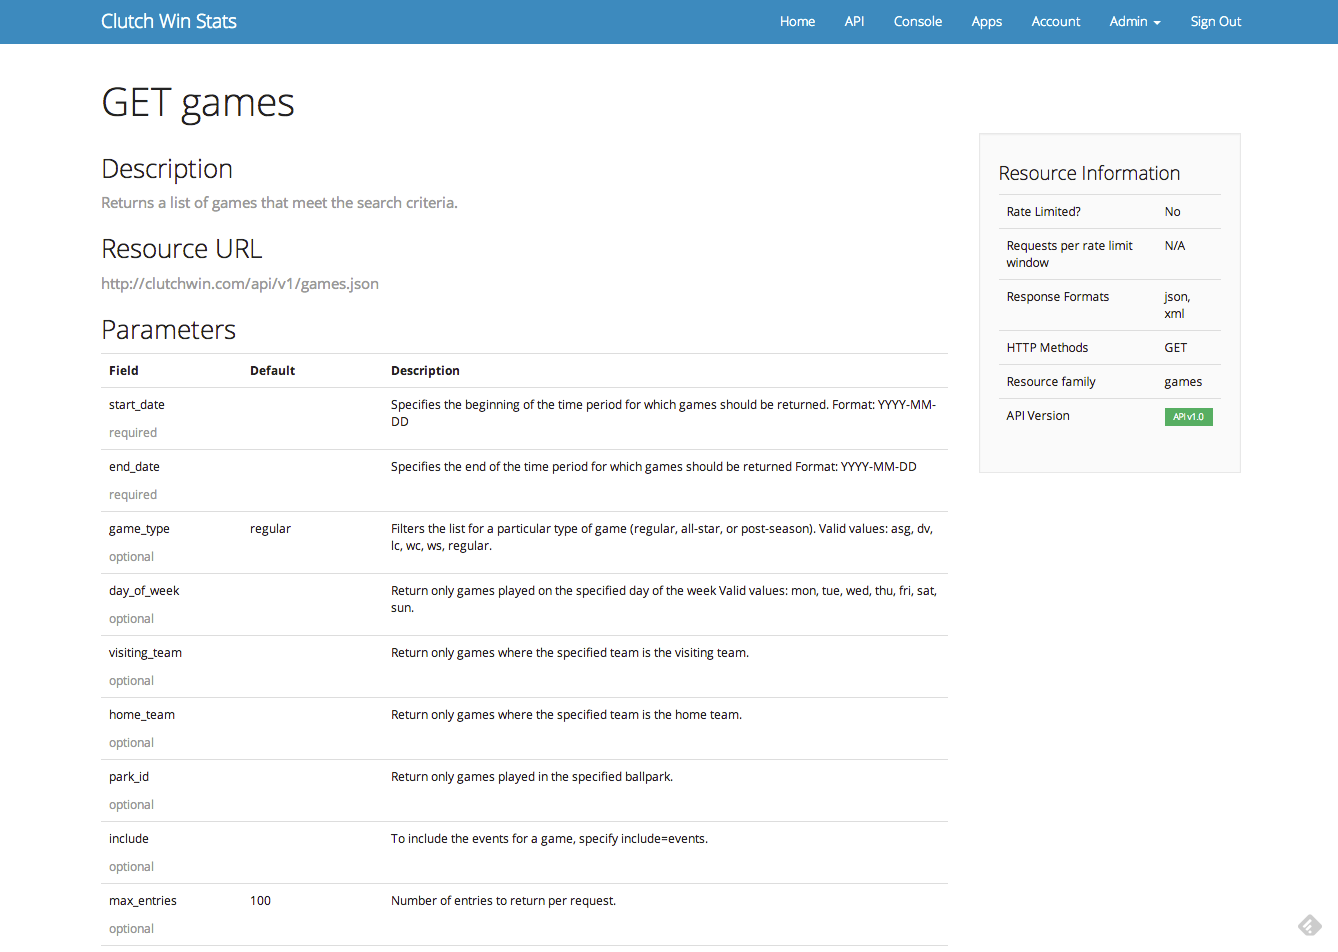 Clutch Win Stats
Home API Console Apps Account Admin Sign Out
GET games
Description
Returns a list of games that meet the search criteria.
Resource URL
http://clutchwin.com/api/v1/games.json
Parameters
Field Default Description
start_date
required
Specifies the beginning of the time period for which games should be returned. Format: YYYY-MM-
DD
end_date
required
Specifies the end of the time period for which games should be returned Format: YYYY-MM-DD
game_type
optional
regular
Filters the list for a particular type of game (regular, all-star, or post-season). Valid values: asg, dv,
lc, wc, ws, regular.
day_of_week
optional
Return only games played on the specified day of the week Valid values: mon, tue, wed, thu, fri, sat,
sun.
visiting_team
optional
Return only games where the specified team is the visiting team.
home_team
optional
Return only games where the specified team is the home team.
park_id
optional
Return only games played in the specified ballpark.
include
optional
To include the events for a game, specify include=events.
max_entries
optional
100
Number of entries to return per request.
Resource Information
Rate Limited? No
Requests per rate limit
window
N/A
Response Formats
json,
xml
HTTP Methods GET
Resource family games
API Version API v1.0